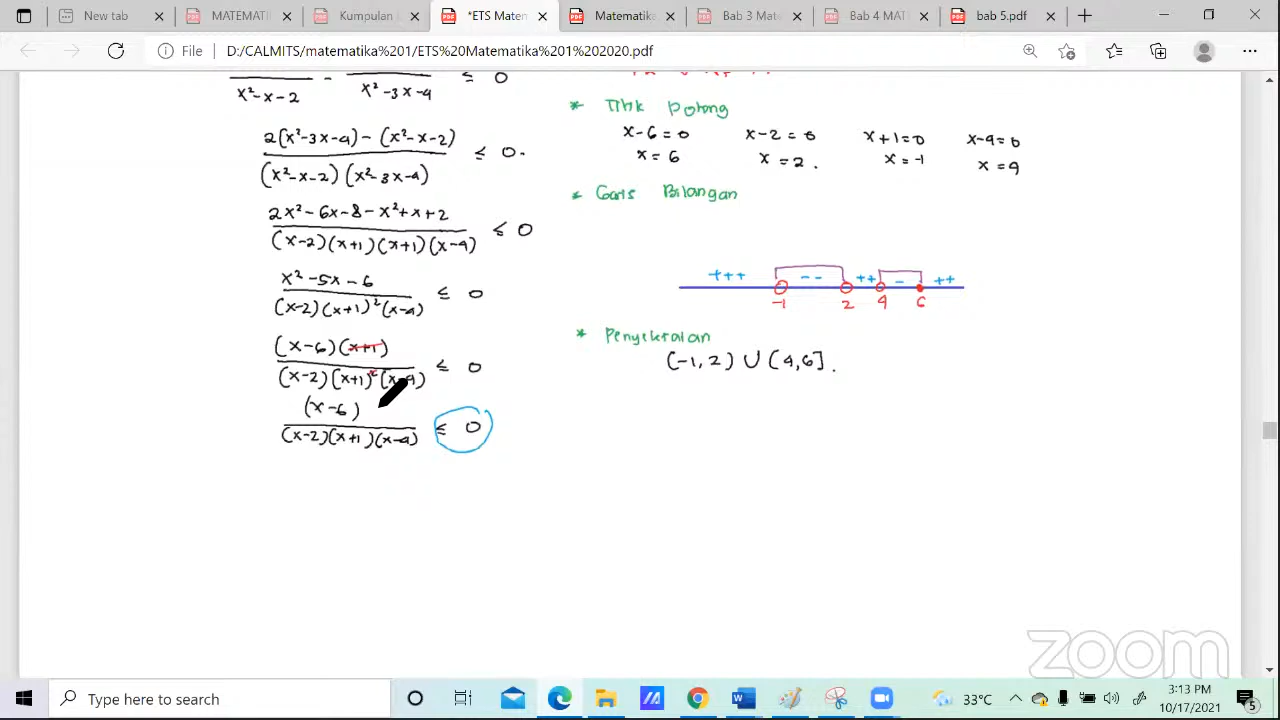 New tab
MATEMATI
Kumpulan
*ETS Matem
Matematike
Bab 3 Mate
Bab 4 MAT
bab 5.pdf
File D:/CALMITS/matematika%201/ETS%20Matematika%201%202020.pdf
x²-x-2 - x²-3x-4 ≤ 0
2(x²-3x-4) - (x²-x-2) ≤ 0.
(x²-x-2) (x²-3x-4)
2x² - 6x - 8 - x² + x + 2 ≤ 0
(x-2)(x+1)(x+1)(x-4)
x² - 5x - 6 ≤ 0
(x-2)(x+1)²(x-4)
(x-6)(x+1) ≤ 0
(x-2)(x+1)²(x-4)
(x-6) ≤ 0
(x-2)(x+1)(x-4)
* Titik Potong
x-6=0 x-2=0 x+1=0 x-4=0
x=6 x=2. x=-1 x=4
* Garis Bilangan
+++ -- ++ - ++
-1 2 4 6
* Penyelesaian
(-1, 2) ∪ (4, 6].
zoom
Type here to search
33°C
1:13 PM
10/17/2021
5